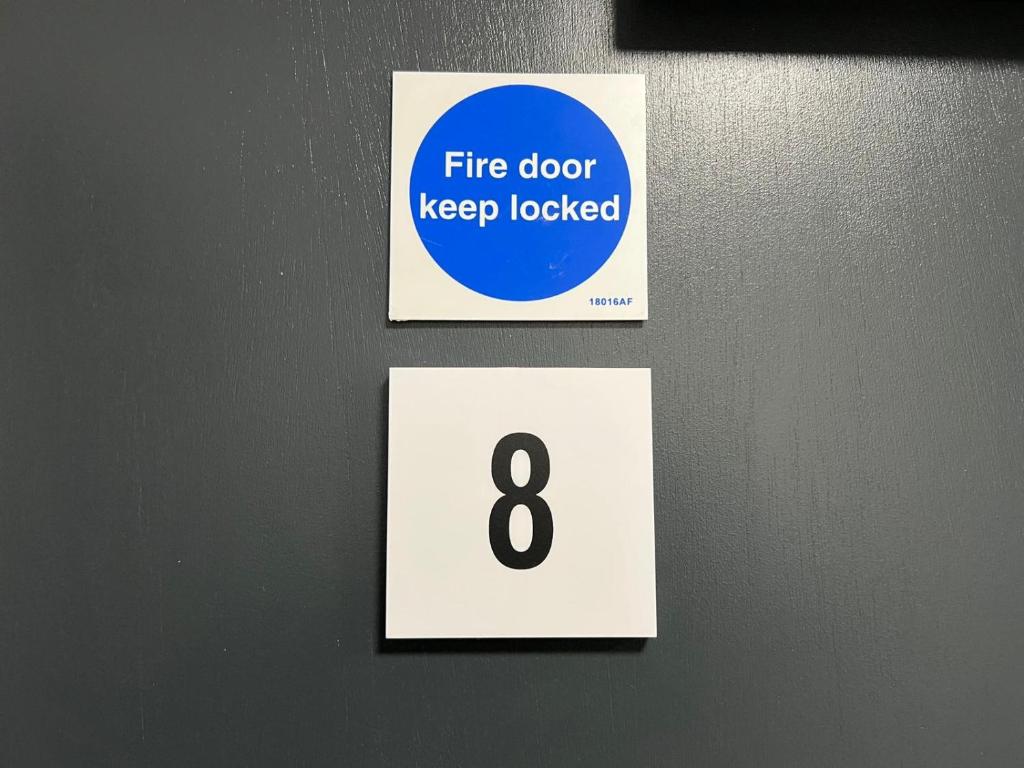 Fire door
keep locked
18016AF
8